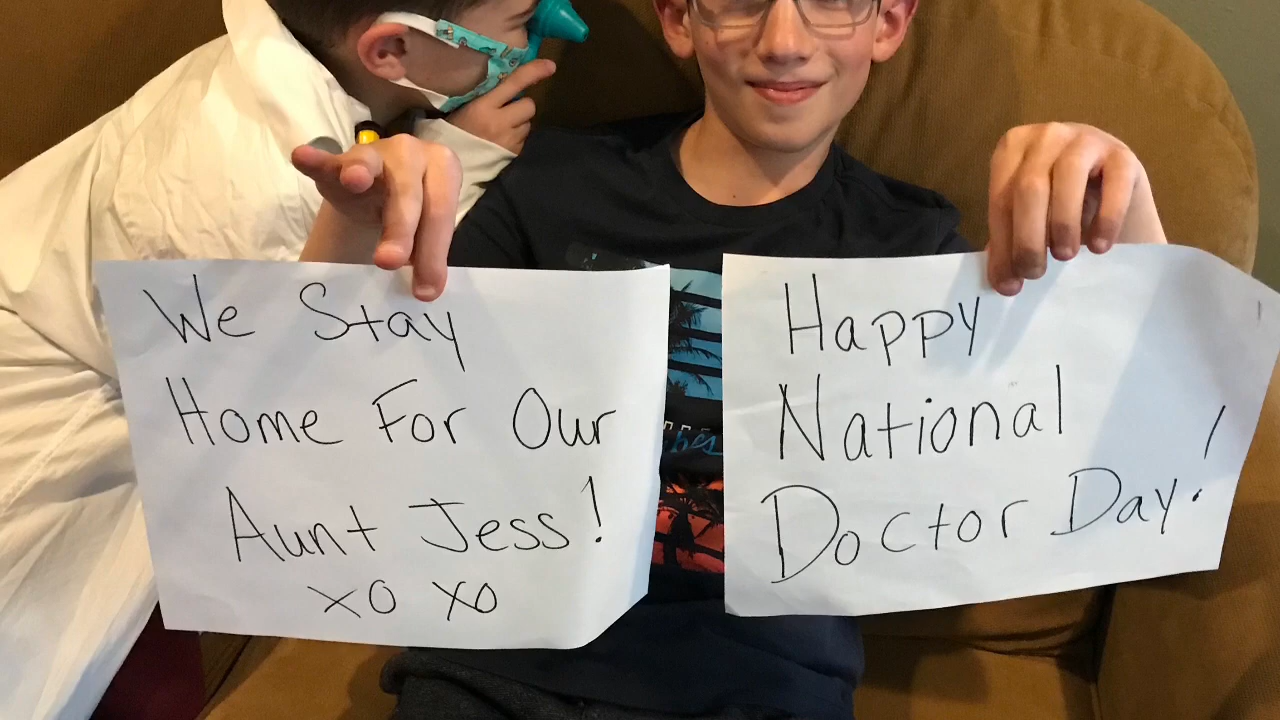 We Stay
Home For Our
Aunt Jess!
XO XO
Happy
National
Doctor Day!